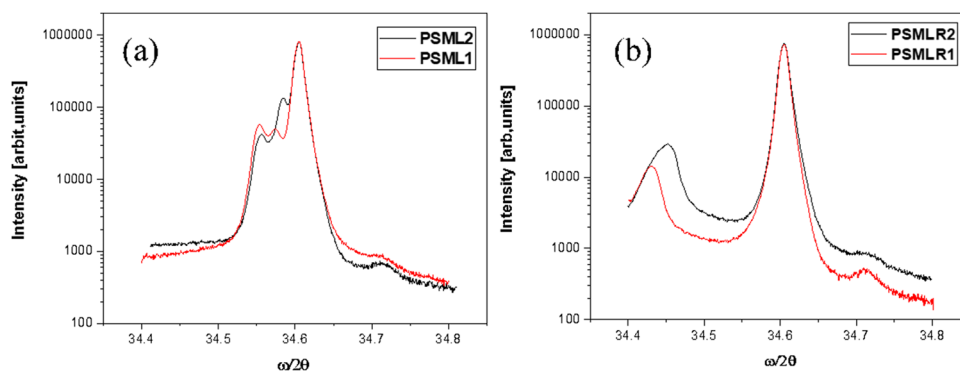 (a)
PSML2
PSML1
1000000
100000
10000
1000
100
Intensity [arbit,units]
34.4 34.5 34.6 34.7 34.8
ω/2θ
(b)
PSMLR2
PSMLR1
1000000
100000
10000
1000
100
Intensity [arb,units]
34.4 34.5 34.6 34.7 34.8
ω/2θ